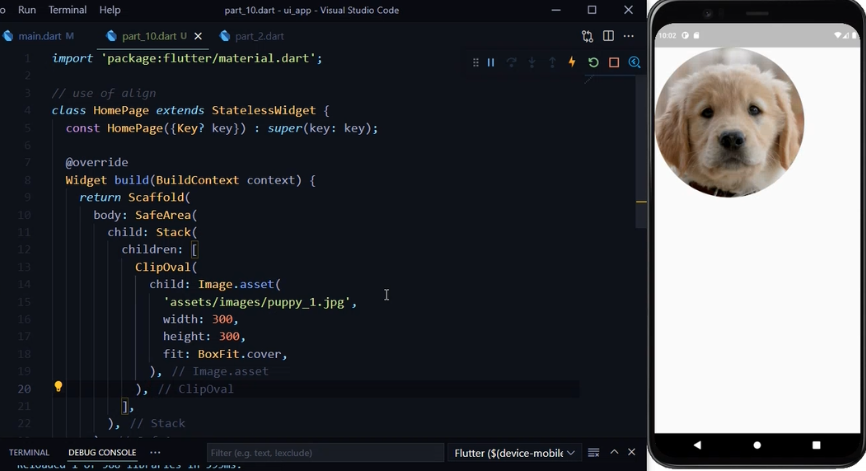 Run Terminal Help part_10.dart - ui_app - Visual Studio Code
main.dart M part_10.dart U part_2.dart
1 import 'package:flutter/material.dart';
2
3 // use of align
4 class HomePage extends StatelessWidget {
5 const HomePage({Key? key}) : super(key: key);
6
7 @override
8 Widget build(BuildContext context) {
9 return Scaffold(
10 body: SafeArea(
11 child: Stack(
12 children: [
13 ClipOval(
14 child: Image.asset(
15 'assets/images/puppy_1.jpg',
16 width: 300,
17 height: 300,
18 fit: BoxFit.cover,
19 ), // Image.asset
20 ), // ClipOval
21 ],
22 ), // Stack
TERMINAL DEBUG CONSOLE ... Filter (e.g. text, !exclude) Flutter ($(device-mobile
10:02